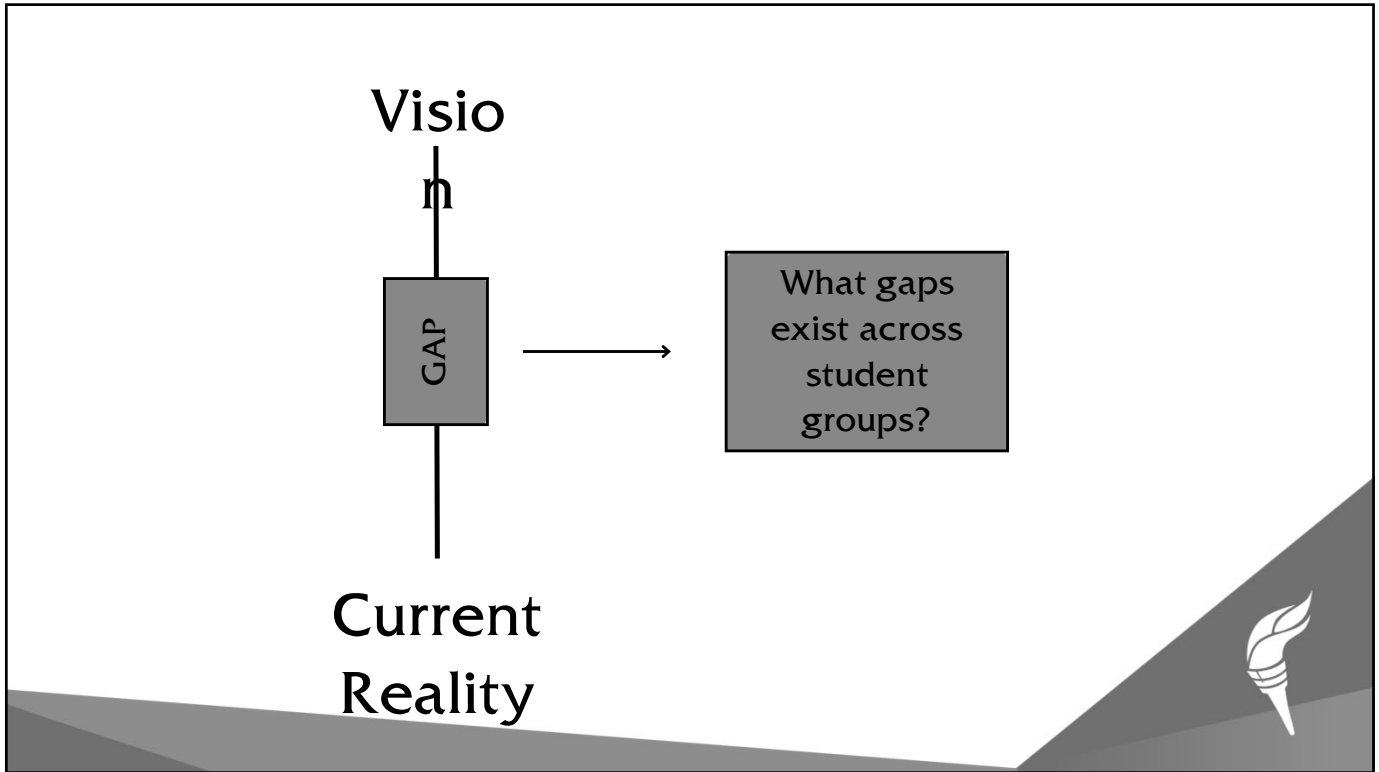 Visio
n
GAP
What gaps
exist across
student
groups?
Current
Reality